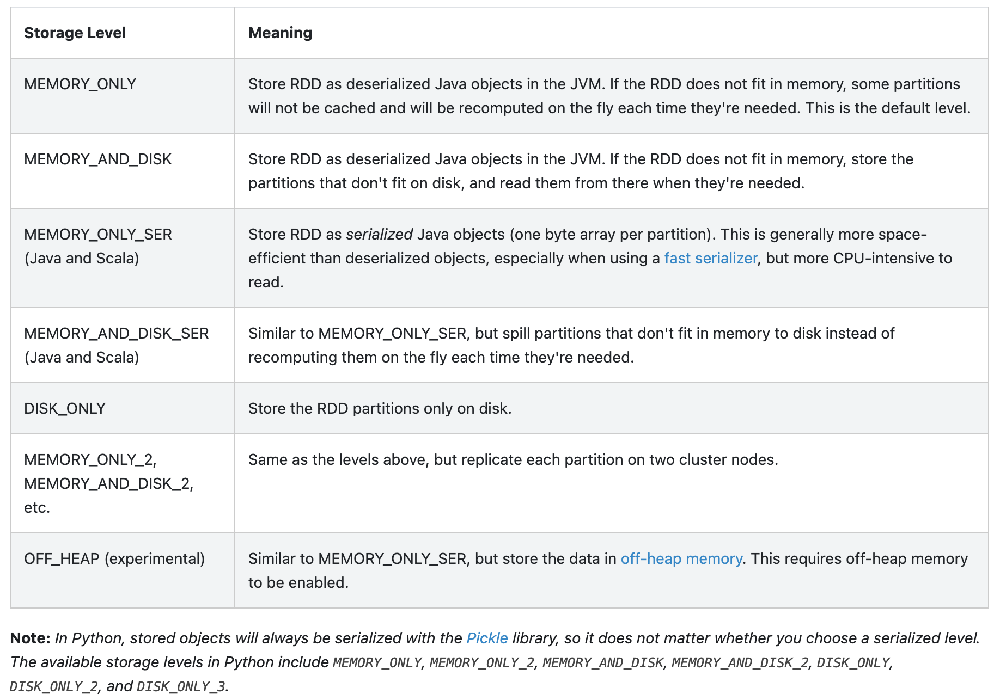 Storage Level
Meaning
MEMORY_ONLY
Store RDD as deserialized Java objects in the JVM. If the RDD does not fit in memory, some partitions
will not be cached and will be recomputed on the fly each time they're needed. This is the default level.
MEMORY_AND_DISK
Store RDD as deserialized Java objects in the JVM. If the RDD does not fit in memory, store the
partitions that don't fit on disk, and read them from there when they're needed.
MEMORY_ONLY_SER
(Java and Scala)
Store RDD as serialized Java objects (one byte array per partition). This is generally more space-
efficient than deserialized objects, especially when using a fast serializer, but more CPU-intensive to
read.
MEMORY_AND_DISK_SER
(Java and Scala)
Similar to MEMORY_ONLY_SER, but spill partitions that don't fit in memory to disk instead of
recomputing them on the fly each time they're needed.
DISK_ONLY
Store the RDD partitions only on disk.
MEMORY_ONLY_2,
MEMORY_AND_DISK_2,
etc.
Same as the levels above, but replicate each partition on two cluster nodes.
OFF_HEAP (experimental)
Similar to MEMORY_ONLY_SER, but store the data in off-heap memory. This requires off-heap memory
to be enabled.
Note: In Python, stored objects will always be serialized with the Pickle library, so it does not matter whether you choose a serialized level.
The available storage levels in Python include MEMORY_ONLY, MEMORY_ONLY_2, MEMORY_AND_DISK, MEMORY_AND_DISK_2, DISK_ONLY,
DISK_ONLY_2, and DISK_ONLY_3.